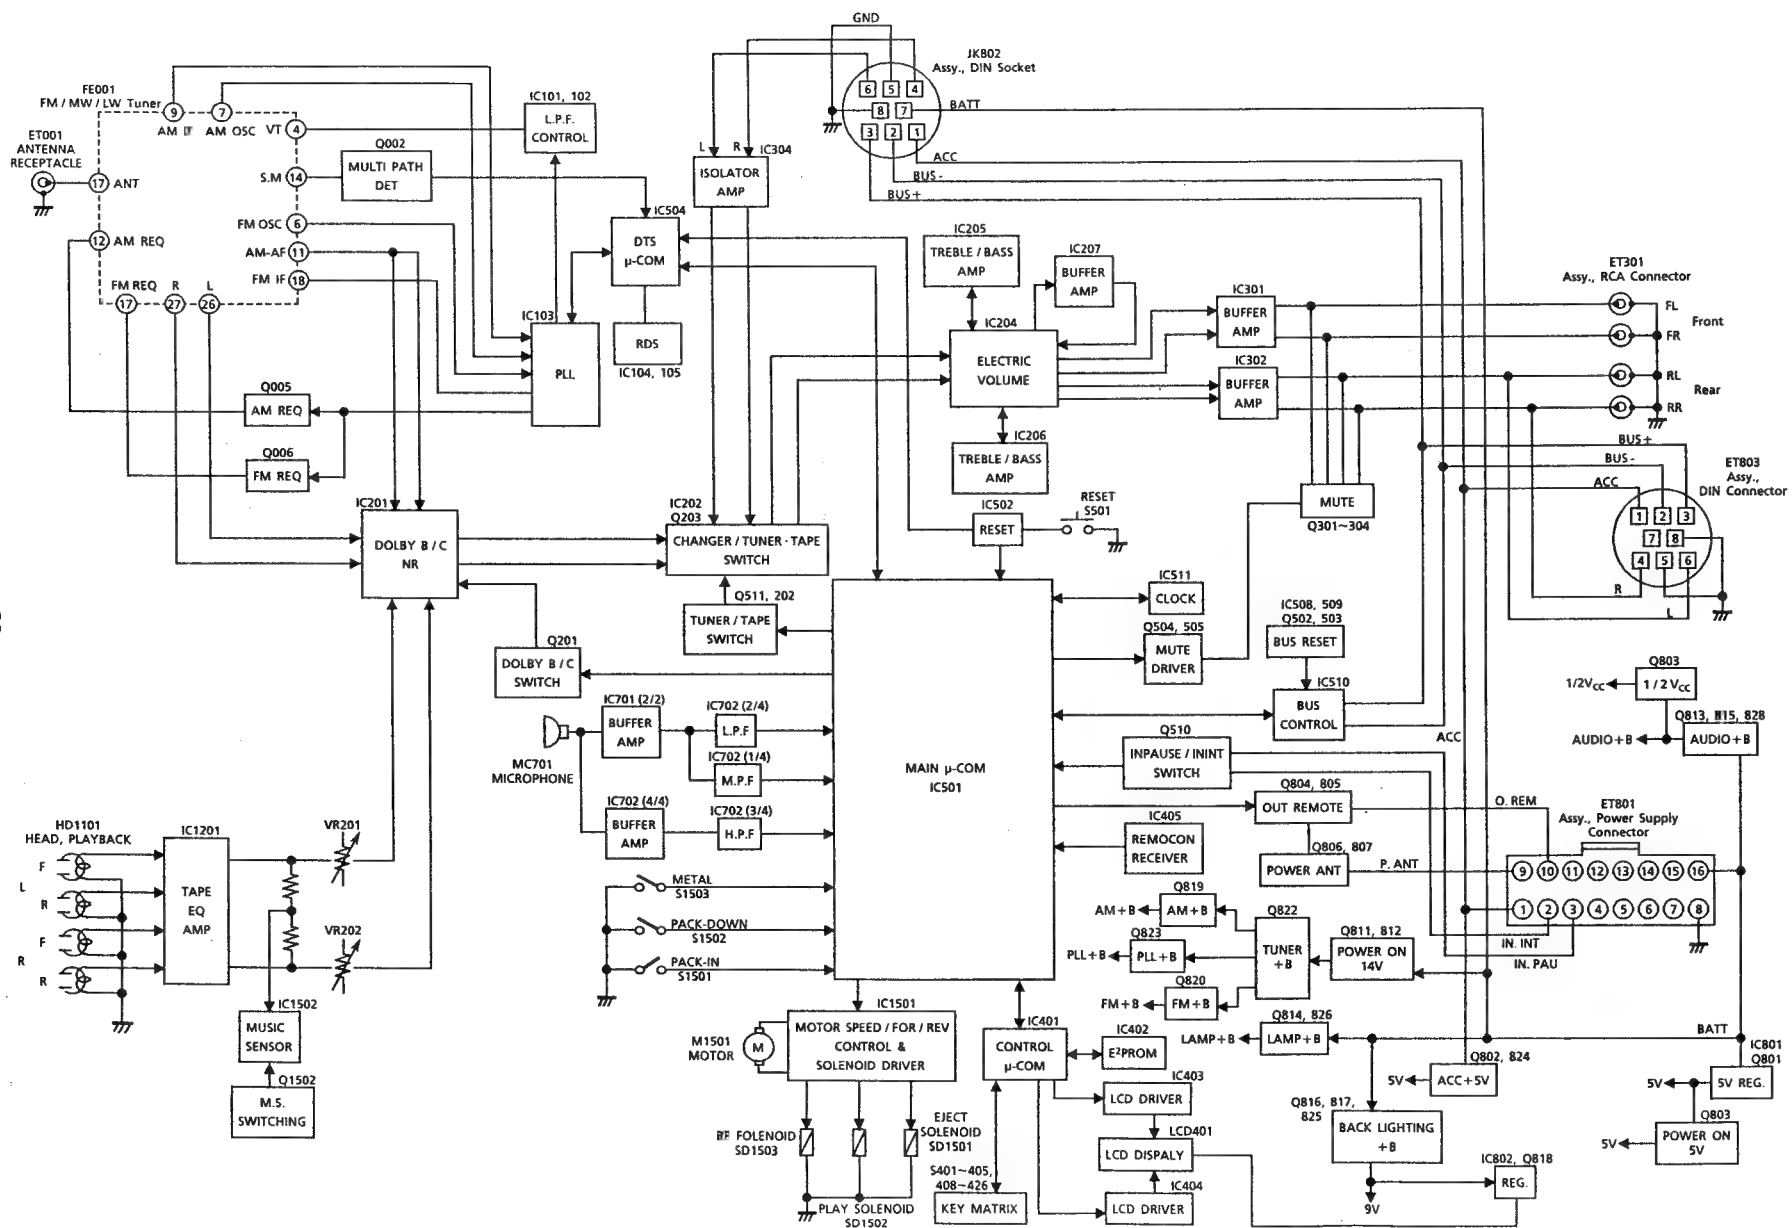 GND
JK802
Assy., DIN Socket
6 5 4
8 7
3 2 1
BATT
ACC
BUS-
BUS+
FE001
FM / MW / LW Tuner
9
AM IF
7
AM OSC
VT 4
IC101, 102
L.P.F.
CONTROL
ET001
ANTENNA
RECEPTACLE
17 ANT
Q002
MULTI PATH
DET
S.M 14
L R IC304
ISOLATOR
AMP
12 AM REQ
FM OSC 6
AM-AF 11
FM IF 18
FM REQ R L
17 27 26
IC504
DTS
μ-COM
IC103
PLL
RDS
IC104, 105
Q005
AM REQ
Q006
FM REQ
IC205
TREBLE / BASS
AMP
IC207
BUFFER
AMP
IC204
ELECTRIC
VOLUME
IC206
TREBLE / BASS
AMP
IC301
BUFFER
AMP
IC302
BUFFER
AMP
ET301
Assy., RCA Connector
FL
Front
FR
RL
Rear
RR
BUS+
BUS-
ACC
ET803
Assy.,
DIN Connector
1 2 3
7 8
4 5 6
R
L
MUTE
Q301~304
IC201
DOLBY B / C
NR
IC202
Q203
CHANGER / TUNER - TAPE
SWITCH
IC502
RESET
RESET
S501
Q511, 202
TUNER / TAPE
SWITCH
Q201
DOLBY B / C
SWITCH
IC511
CLOCK
Q504, 505
MUTE
DRIVER
IC508, 509
Q502, 503
BUS RESET
IC510
BUS
CONTROL
ACC
Q510
INPAUSE / ININT
SWITCH
Q803
1/2VCC
1 / 2 VCC
Q813, 815, 828
AUDIO+B
AUDIO+B
MC701
MICROPHONE
IC701 (2/2)
BUFFER
AMP
IC702 (2/4)
L.P.F
IC702 (1/4)
M.P.F
IC702 (4/4)
BUFFER
AMP
IC702 (3/4)
H.P.F
MAIN μ-COM
IC501
Q804, 805
OUT REMOTE
O. REM
IC405
REMOCON
RECEIVER
Q806, 807
POWER ANT
P. ANT
ET801
Assy., Power Supply
Connector
9 10 11 12 13 14 15 16
1 2 3 4 5 6 7 8
IN. INT
IN. PAU
METAL
S1503
PACK-DOWN
S1502
PACK-IN
S1501
HD1101
HEAD, PLAYBACK
F
L
R
F
R
R
IC1201
TAPE
EQ
AMP
VR201
VR202
IC1502
MUSIC
SENSOR
Q1502
M.S.
SWITCHING
Q819
AM+B
AM+B
Q823
PLL+B
PLL+B
Q820
FM+B
FM+B
Q822
TUNER
+B
Q811, 812
POWER ON
14V
Q814, 826
LAMP+B
LAMP+B
BATT
IC801
Q801
5V
5V REG.
Q803
5V
POWER ON
5V
Q802, 824
5V
ACC+5V
IC1501
MOTOR SPEED / FOR / REV
CONTROL &
SOLENOID DRIVER
M1501
MOTOR
M
FOLENOID
SD1503
EJECT
SOLENOID
SD1501
PLAY SOLENOID
SD1502
IC401
CONTROL
μ-COM
IC402
E²PROM
IC403
LCD DRIVER
LCD401
LCD DISPALY
IC404
LCD DRIVER
S401~405,
408~426
KEY MATRIX
Q816, 817,
825
BACK LIGHTING
+B
9V
IC802, Q818
REG.